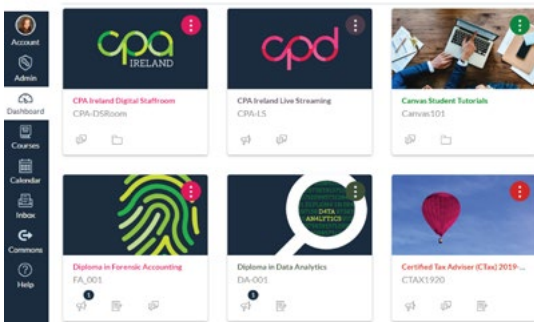 Account
Admin
Dashboard
Courses
Calendar
Inbox
Commons
Help
cpa
IRELAND
CPA Ireland Digital Staffroom
CPA-DSRoom
cpd
CPA Ireland Live Streaming
CPA-LS
Canvas Student Tutorials
Canvas101
Diploma in Forensic Accounting
FA_001
1
DATA
ANALYTICS
Diploma in Data Analytics
DA-001
1
Certified Tax Adviser (CTax) 2019-...
CTAX1920